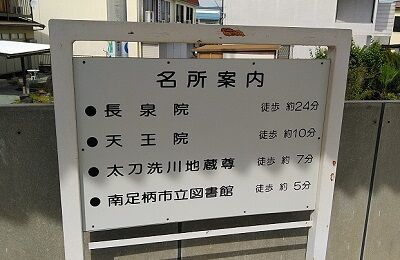 名所案内
●長泉院 徒歩 約24分
●天王院 徒歩 約10分
●太刀洗川地蔵尊 徒歩 約 7分
●南足柄市立図書館 徒歩 約 5分